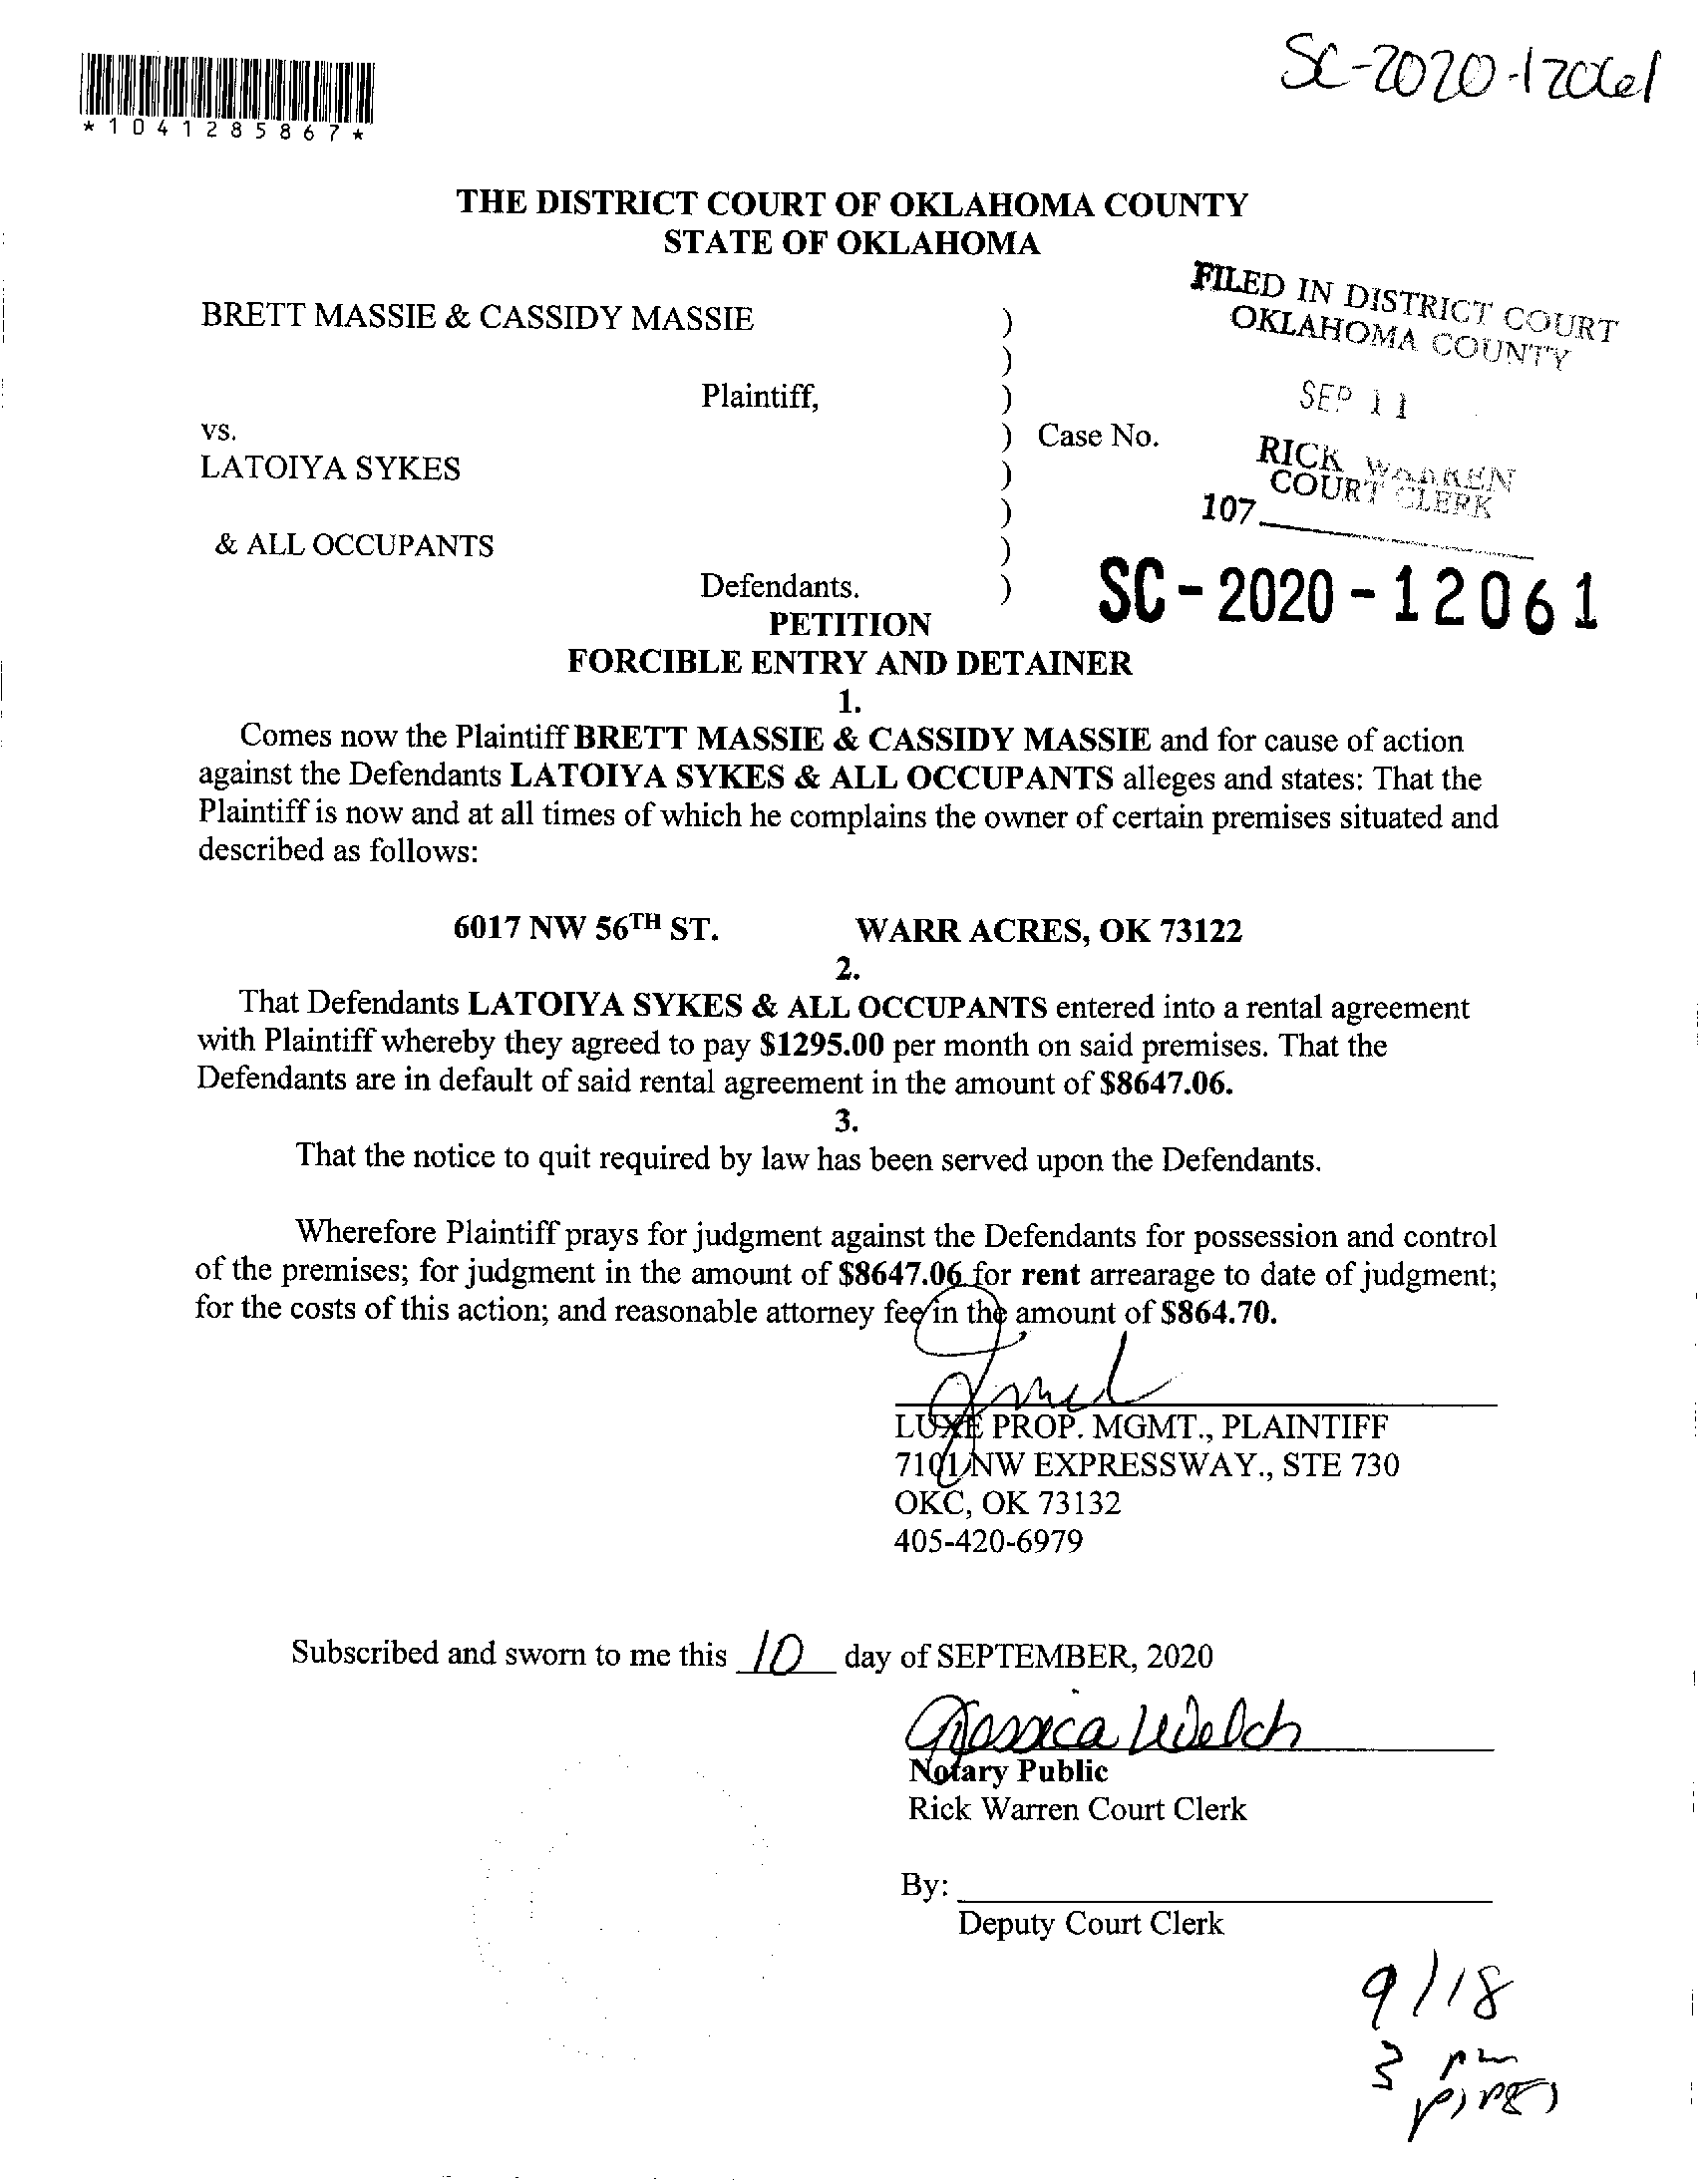 SC-2020-12061
*1041285867*
THE DISTRICT COURT OF OKLAHOMA COUNTY
STATE OF OKLAHOMA
FILED IN DISTRICT COURT
OKLAHOMA COUNTY
SEP 11
RICK WARREN
COURT CLERK
107
BRETT MASSIE & CASSIDY MASSIE )
)
Plaintiff, )
vs. ) Case No.
LATOIYA SYKES )
)
& ALL OCCUPANTS )
Defendants. )
SC-2020-12061
PETITION
FORCIBLE ENTRY AND DETAINER
1.
Comes now the Plaintiff BRETT MASSIE & CASSIDY MASSIE and for cause of action
against the Defendants LATOIYA SYKES & ALL OCCUPANTS alleges and states: That the
Plaintiff is now and at all times of which he complains the owner of certain premises situated and
described as follows:
6017 NW 56TH ST. WARR ACRES, OK 73122
2.
That Defendants LATOIYA SYKES & ALL OCCUPANTS entered into a rental agreement
with Plaintiff whereby they agreed to pay $1295.00 per month on said premises. That the
Defendants are in default of said rental agreement in the amount of $8647.06.
3.
That the notice to quit required by law has been served upon the Defendants.
Wherefore Plaintiff prays for judgment against the Defendants for possession and control
of the premises; for judgment in the amount of $8647.06 for rent arrearage to date of judgment;
for the costs of this action; and reasonable attorney fee in the amount of $864.70.
LUXE PROP. MGMT., PLAINTIFF
7101 NW EXPRESSWAY., STE 730
OKC, OK 73132
405-420-6979
Subscribed and sworn to me this 10 day of SEPTEMBER, 2020
Jessica Welch
Notary Public
Rick Warren Court Clerk
By:
Deputy Court Clerk
9/18
3 pm